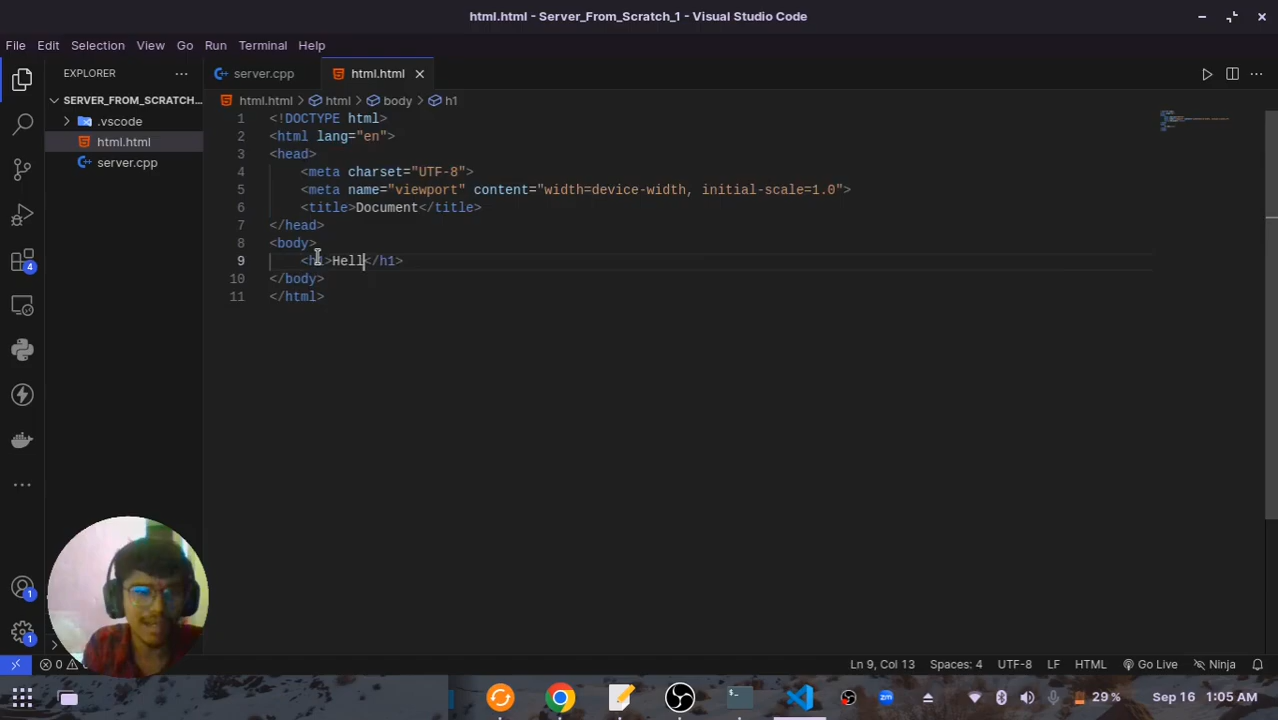 html.html - Server_From_Scratch_1 - Visual Studio Code
File Edit Selection View Go Run Terminal Help
EXPLORER
server.cpp html.html
SERVER_FROM_SCRATCH...
html.html html body h1
.vscode
html.html
server.cpp
1 <!DOCTYPE html>
2 <html lang="en">
3 <head>
4 <meta charset="UTF-8">
5 <meta name="viewport" content="width=device-width, initial-scale=1.0">
6 <title>Document</title>
7 </head>
8 <body>
9 <h1>Hell</h1>
10 </body>
11 </html>
4
1
1
0
Ln 9, Col 13 Spaces: 4 UTF-8 LF HTML Go Live Ninja
zm 29 % Sep 16 1:05 AM